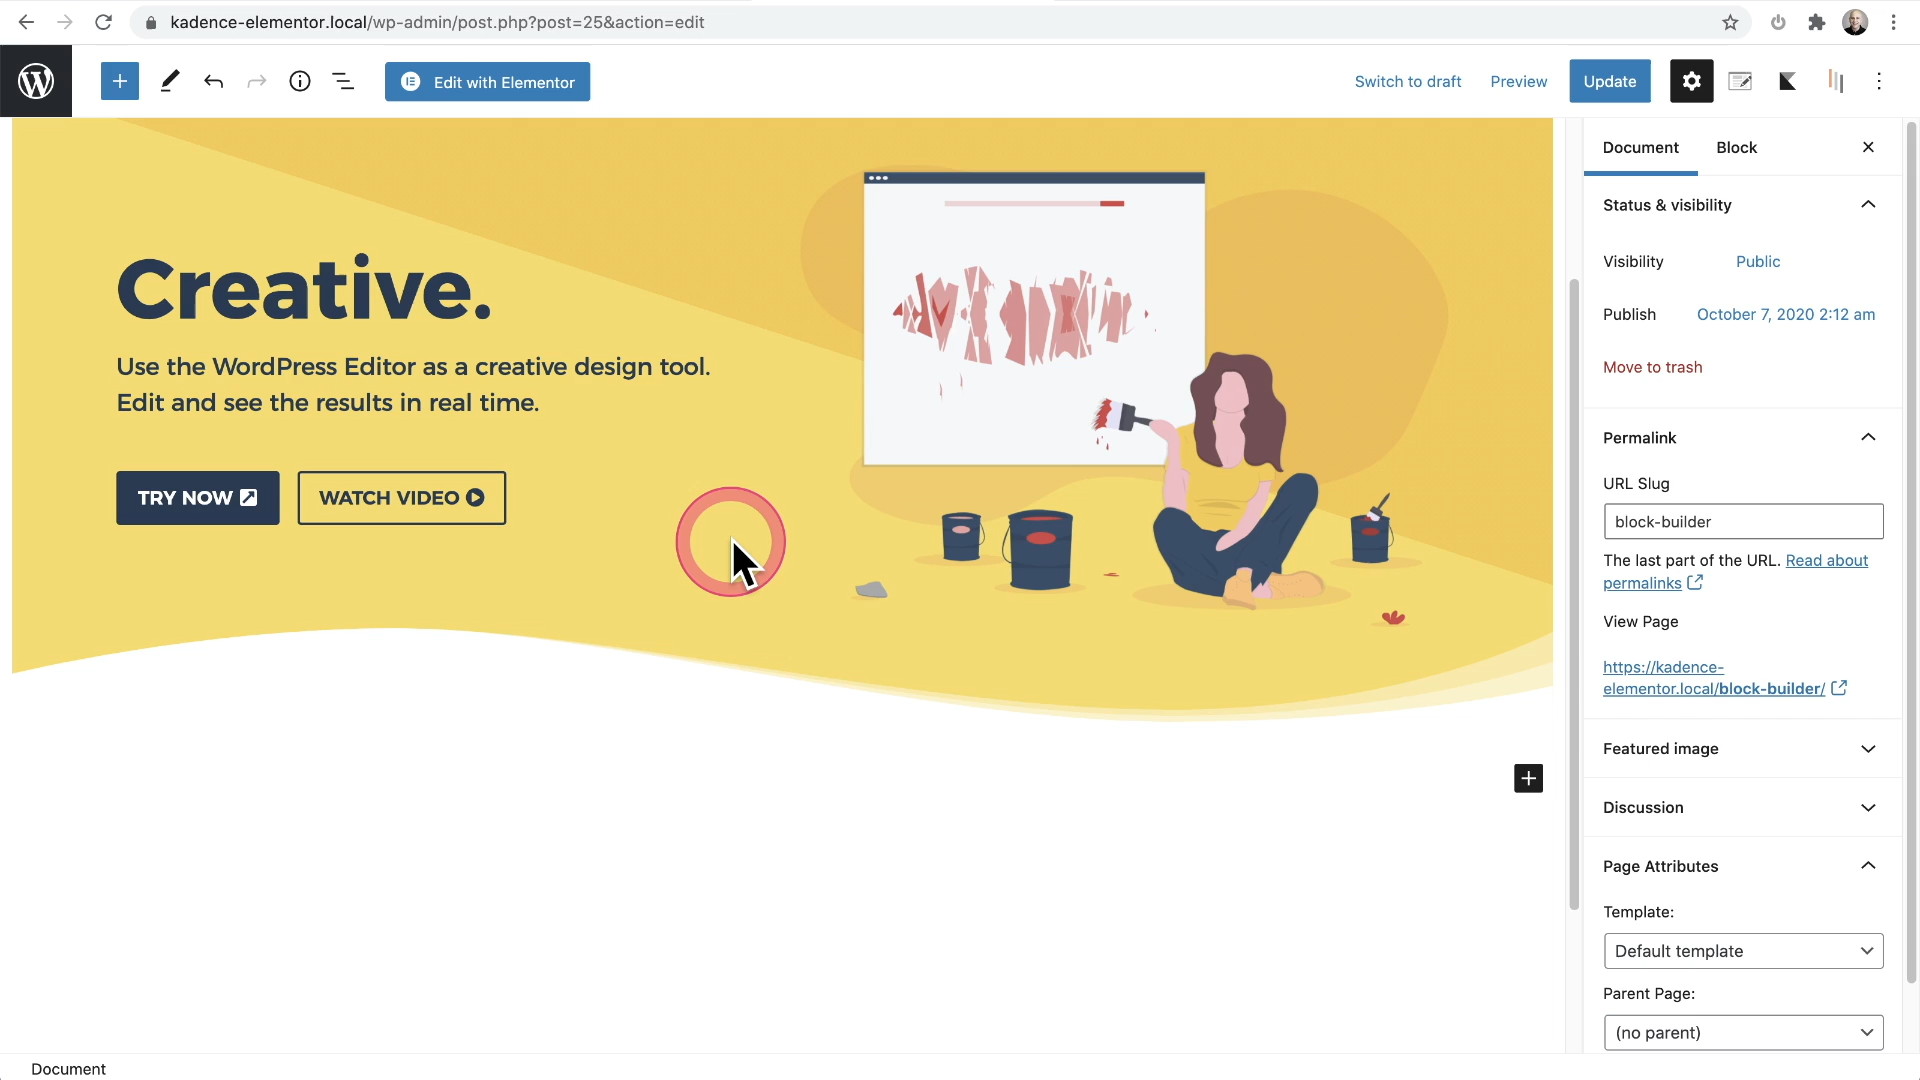 kadence-elementor.local/wp-admin/post.php?post=25&action=edit
Edit with Elementor
Switch to draft
Preview
Update
Creative.
Use the WordPress Editor as a creative design tool.
Edit and see the results in real time.
TRY NOW
WATCH VIDEO
Document
Block
Status & visibility
Visibility
Public
Publish
October 7, 2020 2:12 am
Move to trash
Permalink
URL Slug
block-builder
The last part of the URL. Read about
permalinks
View Page
https://kadence-
elementor.local/block-builder/
Featured image
Discussion
Page Attributes
Template:
Default template
Parent Page:
(no parent)
Document